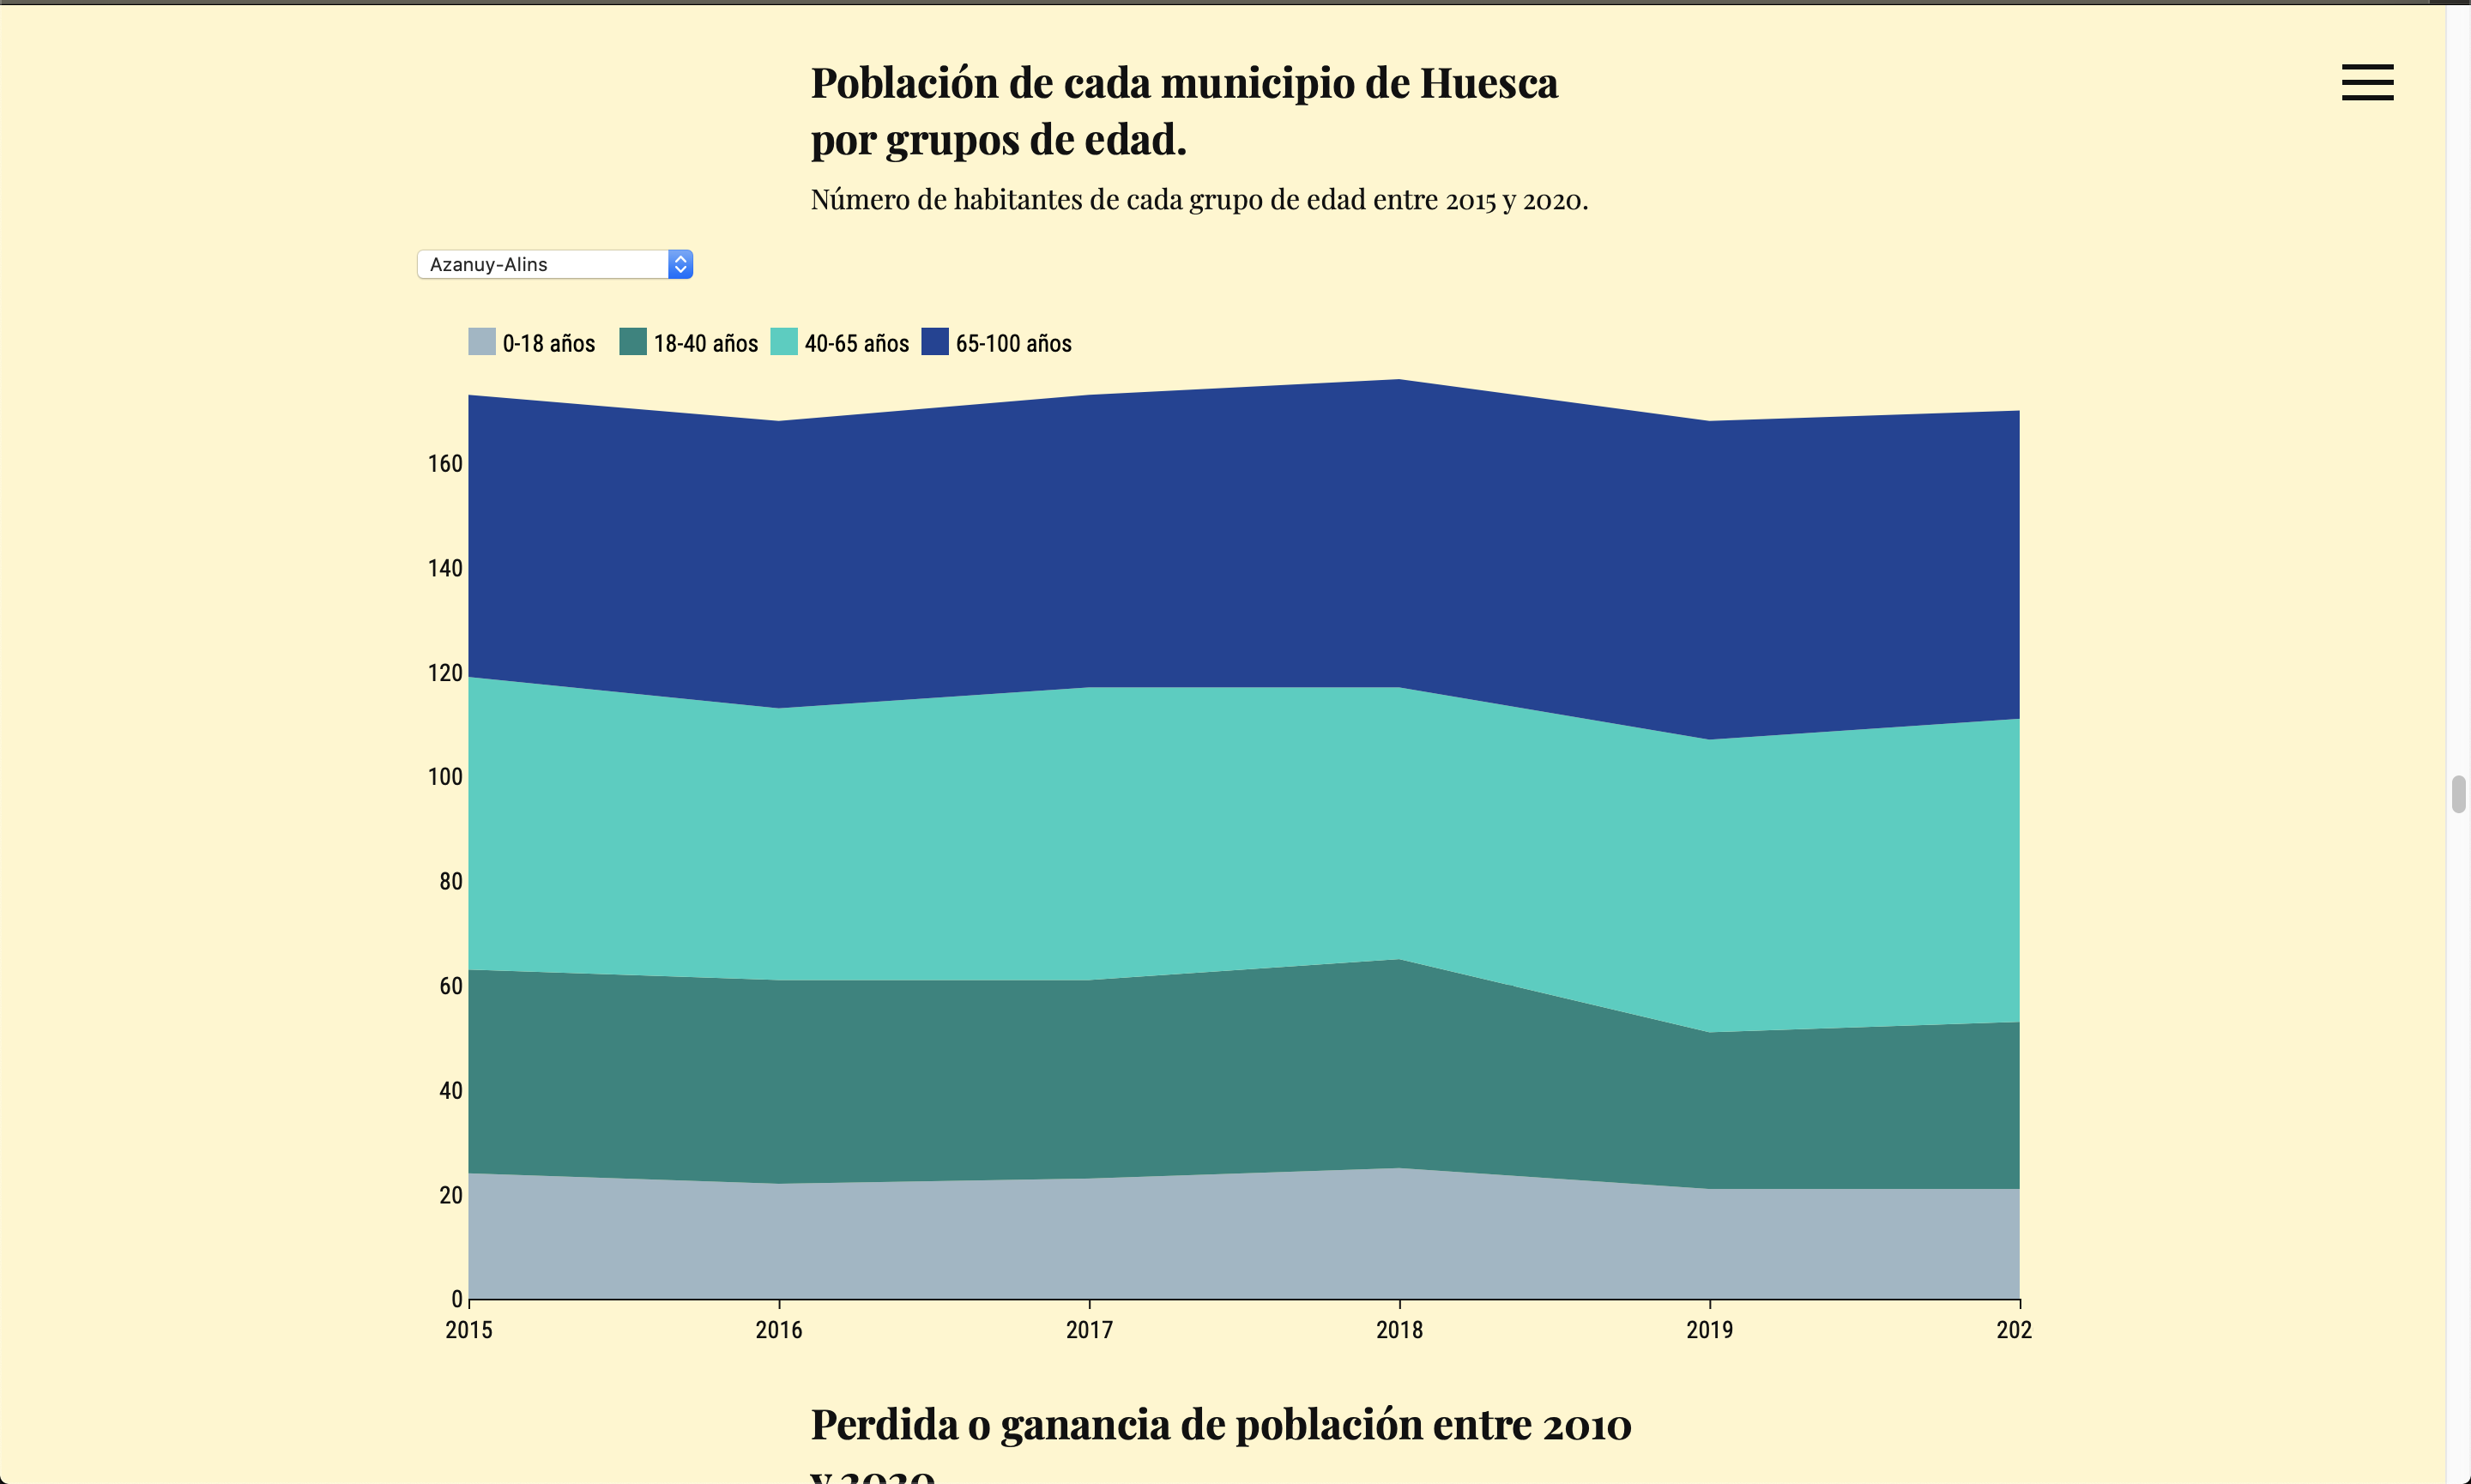 Población de cada municipio de Huesca
por grupos de edad.
Número de habitantes de cada grupo de edad entre 2015 y 2020.
Azanuy-Alins
0-18 años 18-40 años 40-65 años 65-100 años
160
140
120
100
80
60
40
20
0
2015 2016 2017 2018 2019 202
Perdida o ganancia de población entre 2010
y 2020